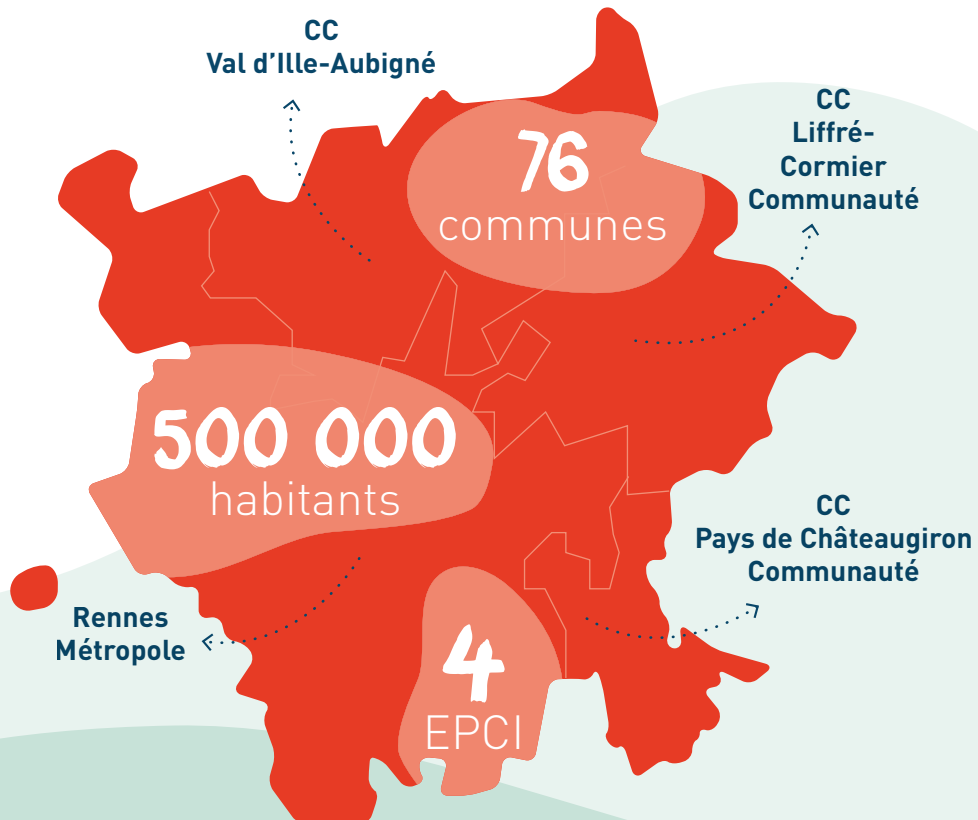 CC
Val d'Ille-Aubigné
CC
Liffré-
Cormier
Communauté
76
communes
500 000
habitants
CC
Pays de Châteaugiron
Communauté
Rennes
Métropole
4
EPCI